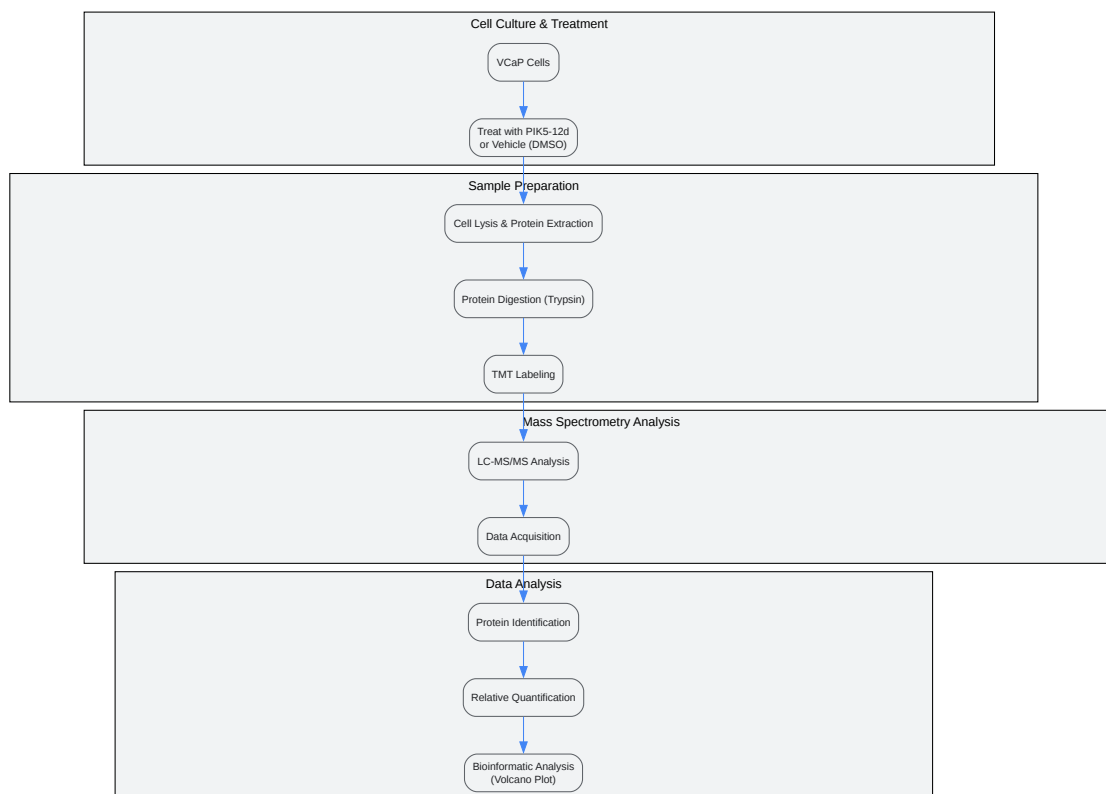 Cell Culture & Treatment
VCaP Cells
Treat with PIK5-12d
or Vehicle (DMSO)
Sample Preparation
Cell Lysis & Protein Extraction
Protein Digestion (Trypsin)
TMT Labeling
Mass Spectrometry Analysis
LC-MS/MS Analysis
Data Acquisition
Data Analysis
Protein Identification
Relative Quantification
Bioinformatic Analysis
(Volcano Plot)